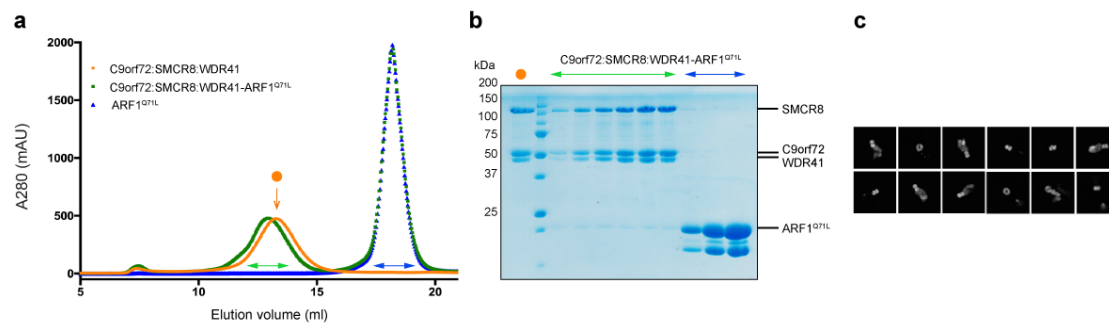 a
2000
1500
1000
500
0
A280 (mAU)
5
10
15
20
Elution volume (ml)
C9orf72:SMCR8:WDR41
C9orf72:SMCR8:WDR41-ARF1Q71L
ARF1Q71L
b
C9orf72:SMCR8:WDR41-ARF1Q71L
kDa
200
150
100
75
50
37
25
SMCR8
C9orf72
WDR41
ARF1Q71L
c